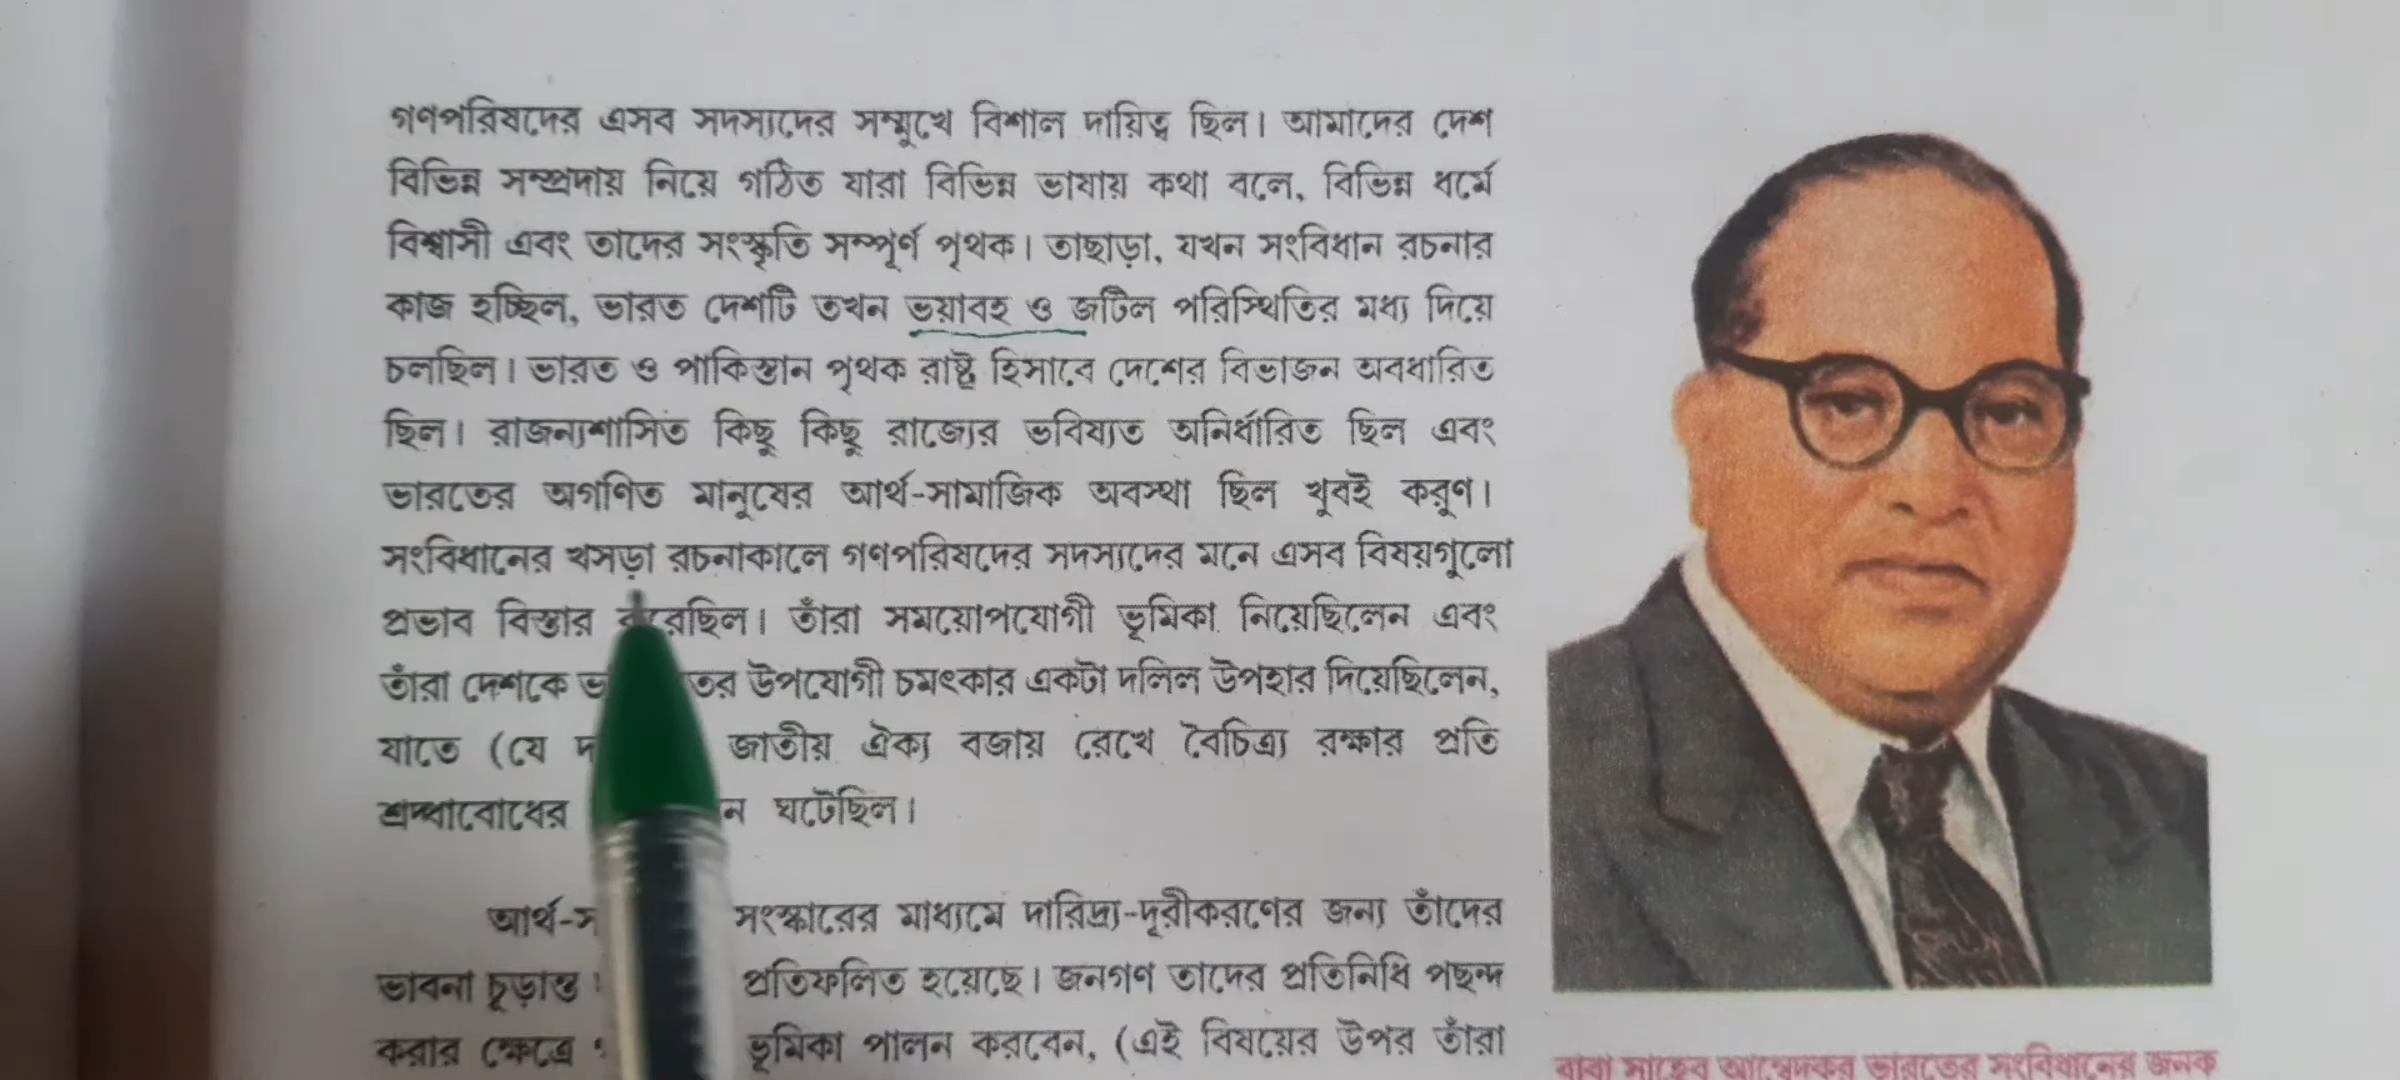 গণপরিষদের এসব সদস্যদের সম্মুখে বিশাল দায়িত্ব ছিল। আমাদের দেশ
বিভিন্ন সম্প্রদায় নিয়ে গঠিত যারা বিভিন্ন ভাষায় কথা বলে, বিভিন্ন ধর্মে
বিশ্বাসী এবং তাদের সংস্কৃতি সম্পূর্ণ পৃথক। তাছাড়া, যখন সংবিধান রচনার
কাজ হচ্ছিল, ভারত দেশটি তখন ভয়াবহ ও জটিল পরিস্থিতির মধ্য দিয়ে
চলছিল। ভারত ও পাকিস্তান পৃথক রাষ্ট্র হিসাবে দেশের বিভাজন অবধারিত
ছিল। রাজন্যশাসিত কিছু কিছু রাজ্যের ভবিষ্যত অনির্ধারিত ছিল এবং
ভারতের অগণিত মানুষের আর্থ-সামাজিক অবস্থা ছিল খুবই করুণ।
সংবিধানের খসড়া রচনাকালে গণপরিষদের সদস্যদের মনে এসব বিষয়গুলো
প্রভাব বিস্তার করেছিল। তাঁরা সময়োপযোগী ভূমিকা নিয়েছিলেন এবং
তাঁরা দেশকে উপযোগী চমৎকার একটা দলিল উপহার দিয়েছিলেন,
যাতে (যে জাতীয় ঐক্য বজায় রেখে বৈচিত্র্য রক্ষার প্রতি
শ্রদ্ধাবোধের ঘটেছিল।
সংস্কারের মাধ্যমে দারিদ্র্য-দূরীকরণের জন্য তাঁদের
ভাবনা চূড়ান্ত প্রতিফলিত হয়েছে। জনগণ তাদের প্রতিনিধি পছন্দ
করার ক্ষেত্রে ভূমিকা পালন করবেন, (এই বিষয়ের উপর তাঁরা
বাবা সাহেব আম্বেদকর ভারতের সংবিধানের জনক